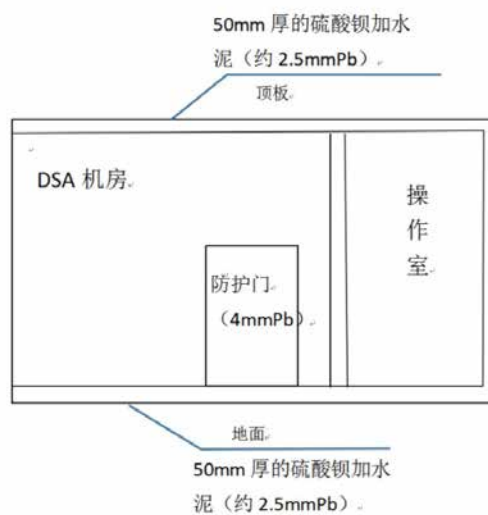 50mm 厚的硫酸钡加水
泥（约 2.5mmPb）
顶板
DSA 机房
操
作
室
防护门
（4mmPb）
地面
50mm 厚的硫酸钡加水
泥（约 2.5mmPb）